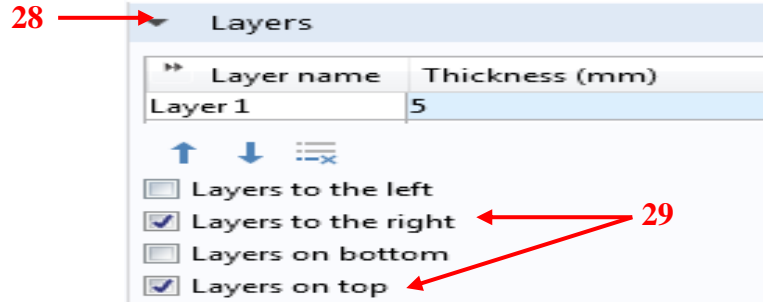 28 Layers
Layer name Thickness (mm)
Layer 1 5
Layers to the left
Layers to the right 29
Layers on bottom
Layers on top